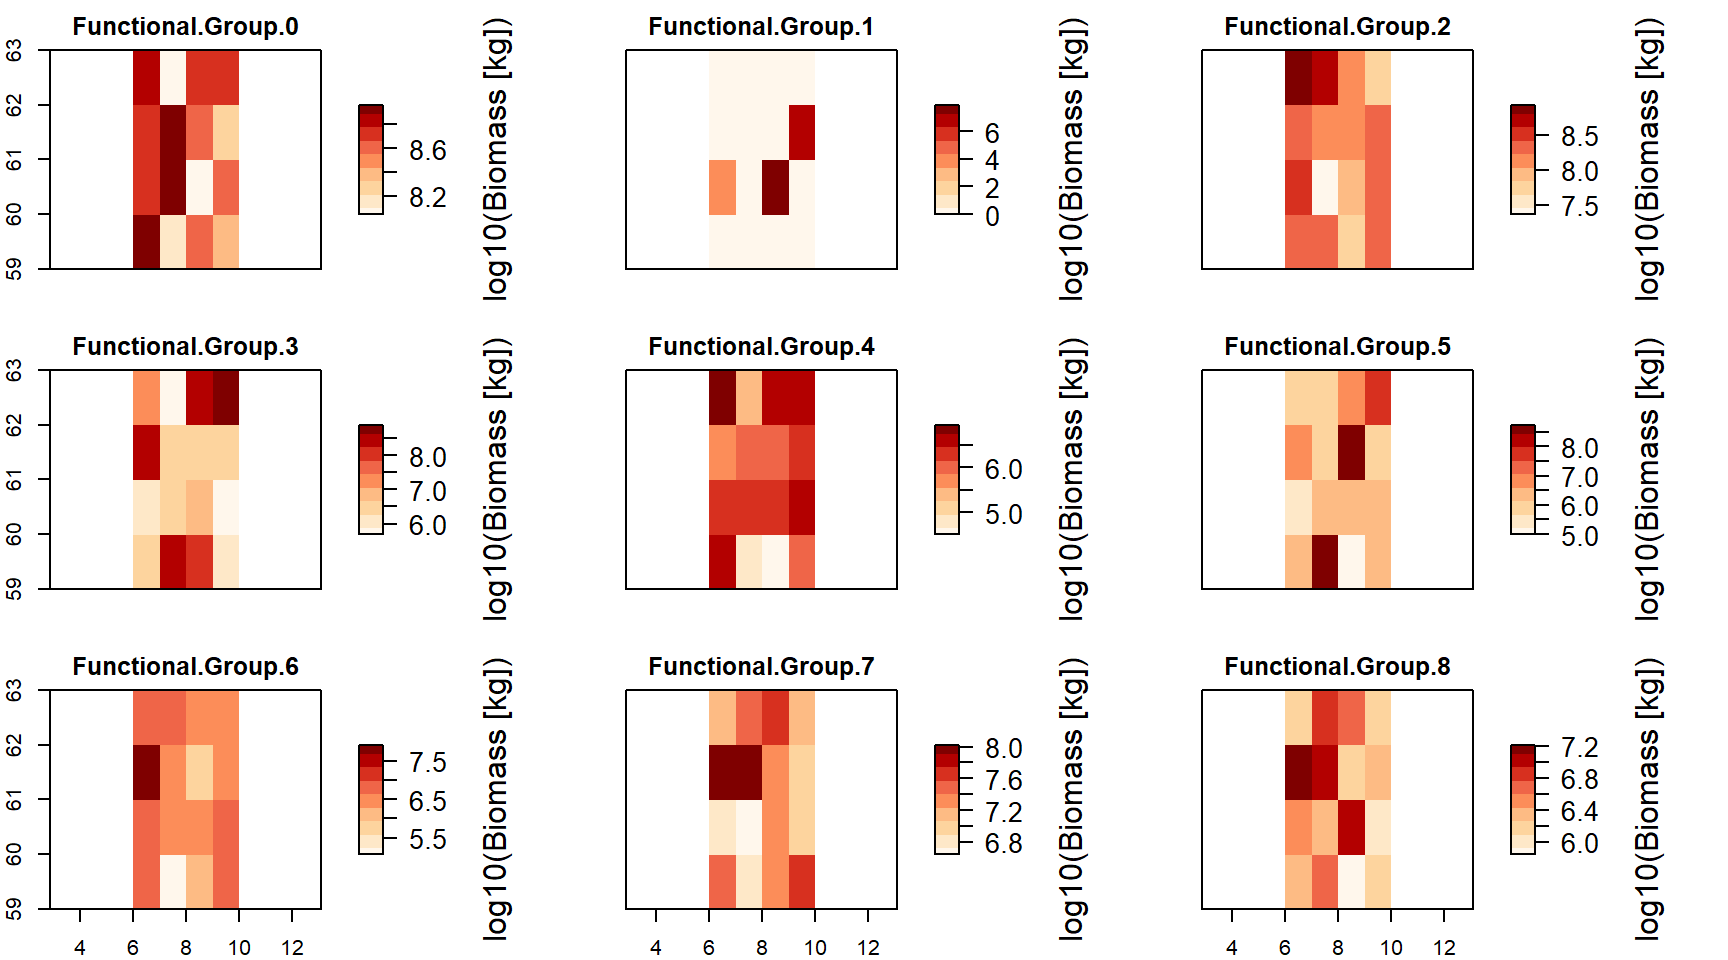 Functional.Group.0
63
62
61
60
59
8.6
8.2
log10(Biomass [kg])
Functional.Group.1
6
4
2
0
log10(Biomass [kg])
Functional.Group.2
8.5
8.0
7.5
log10(Biomass [kg])
Functional.Group.3
63
62
61
60
59
8.0
7.0
6.0
log10(Biomass [kg])
Functional.Group.4
6.0
5.0
log10(Biomass [kg])
Functional.Group.5
8.0
7.0
6.0
5.0
log10(Biomass [kg])
Functional.Group.6
63
62
61
60
59
4 6 8 10 12
7.5
6.5
5.5
log10(Biomass [kg])
Functional.Group.7
4 6 8 10 12
8.0
7.6
7.2
6.8
log10(Biomass [kg])
Functional.Group.8
4 6 8 10 12
7.2
6.8
6.4
6.0
log10(Biomass [kg])